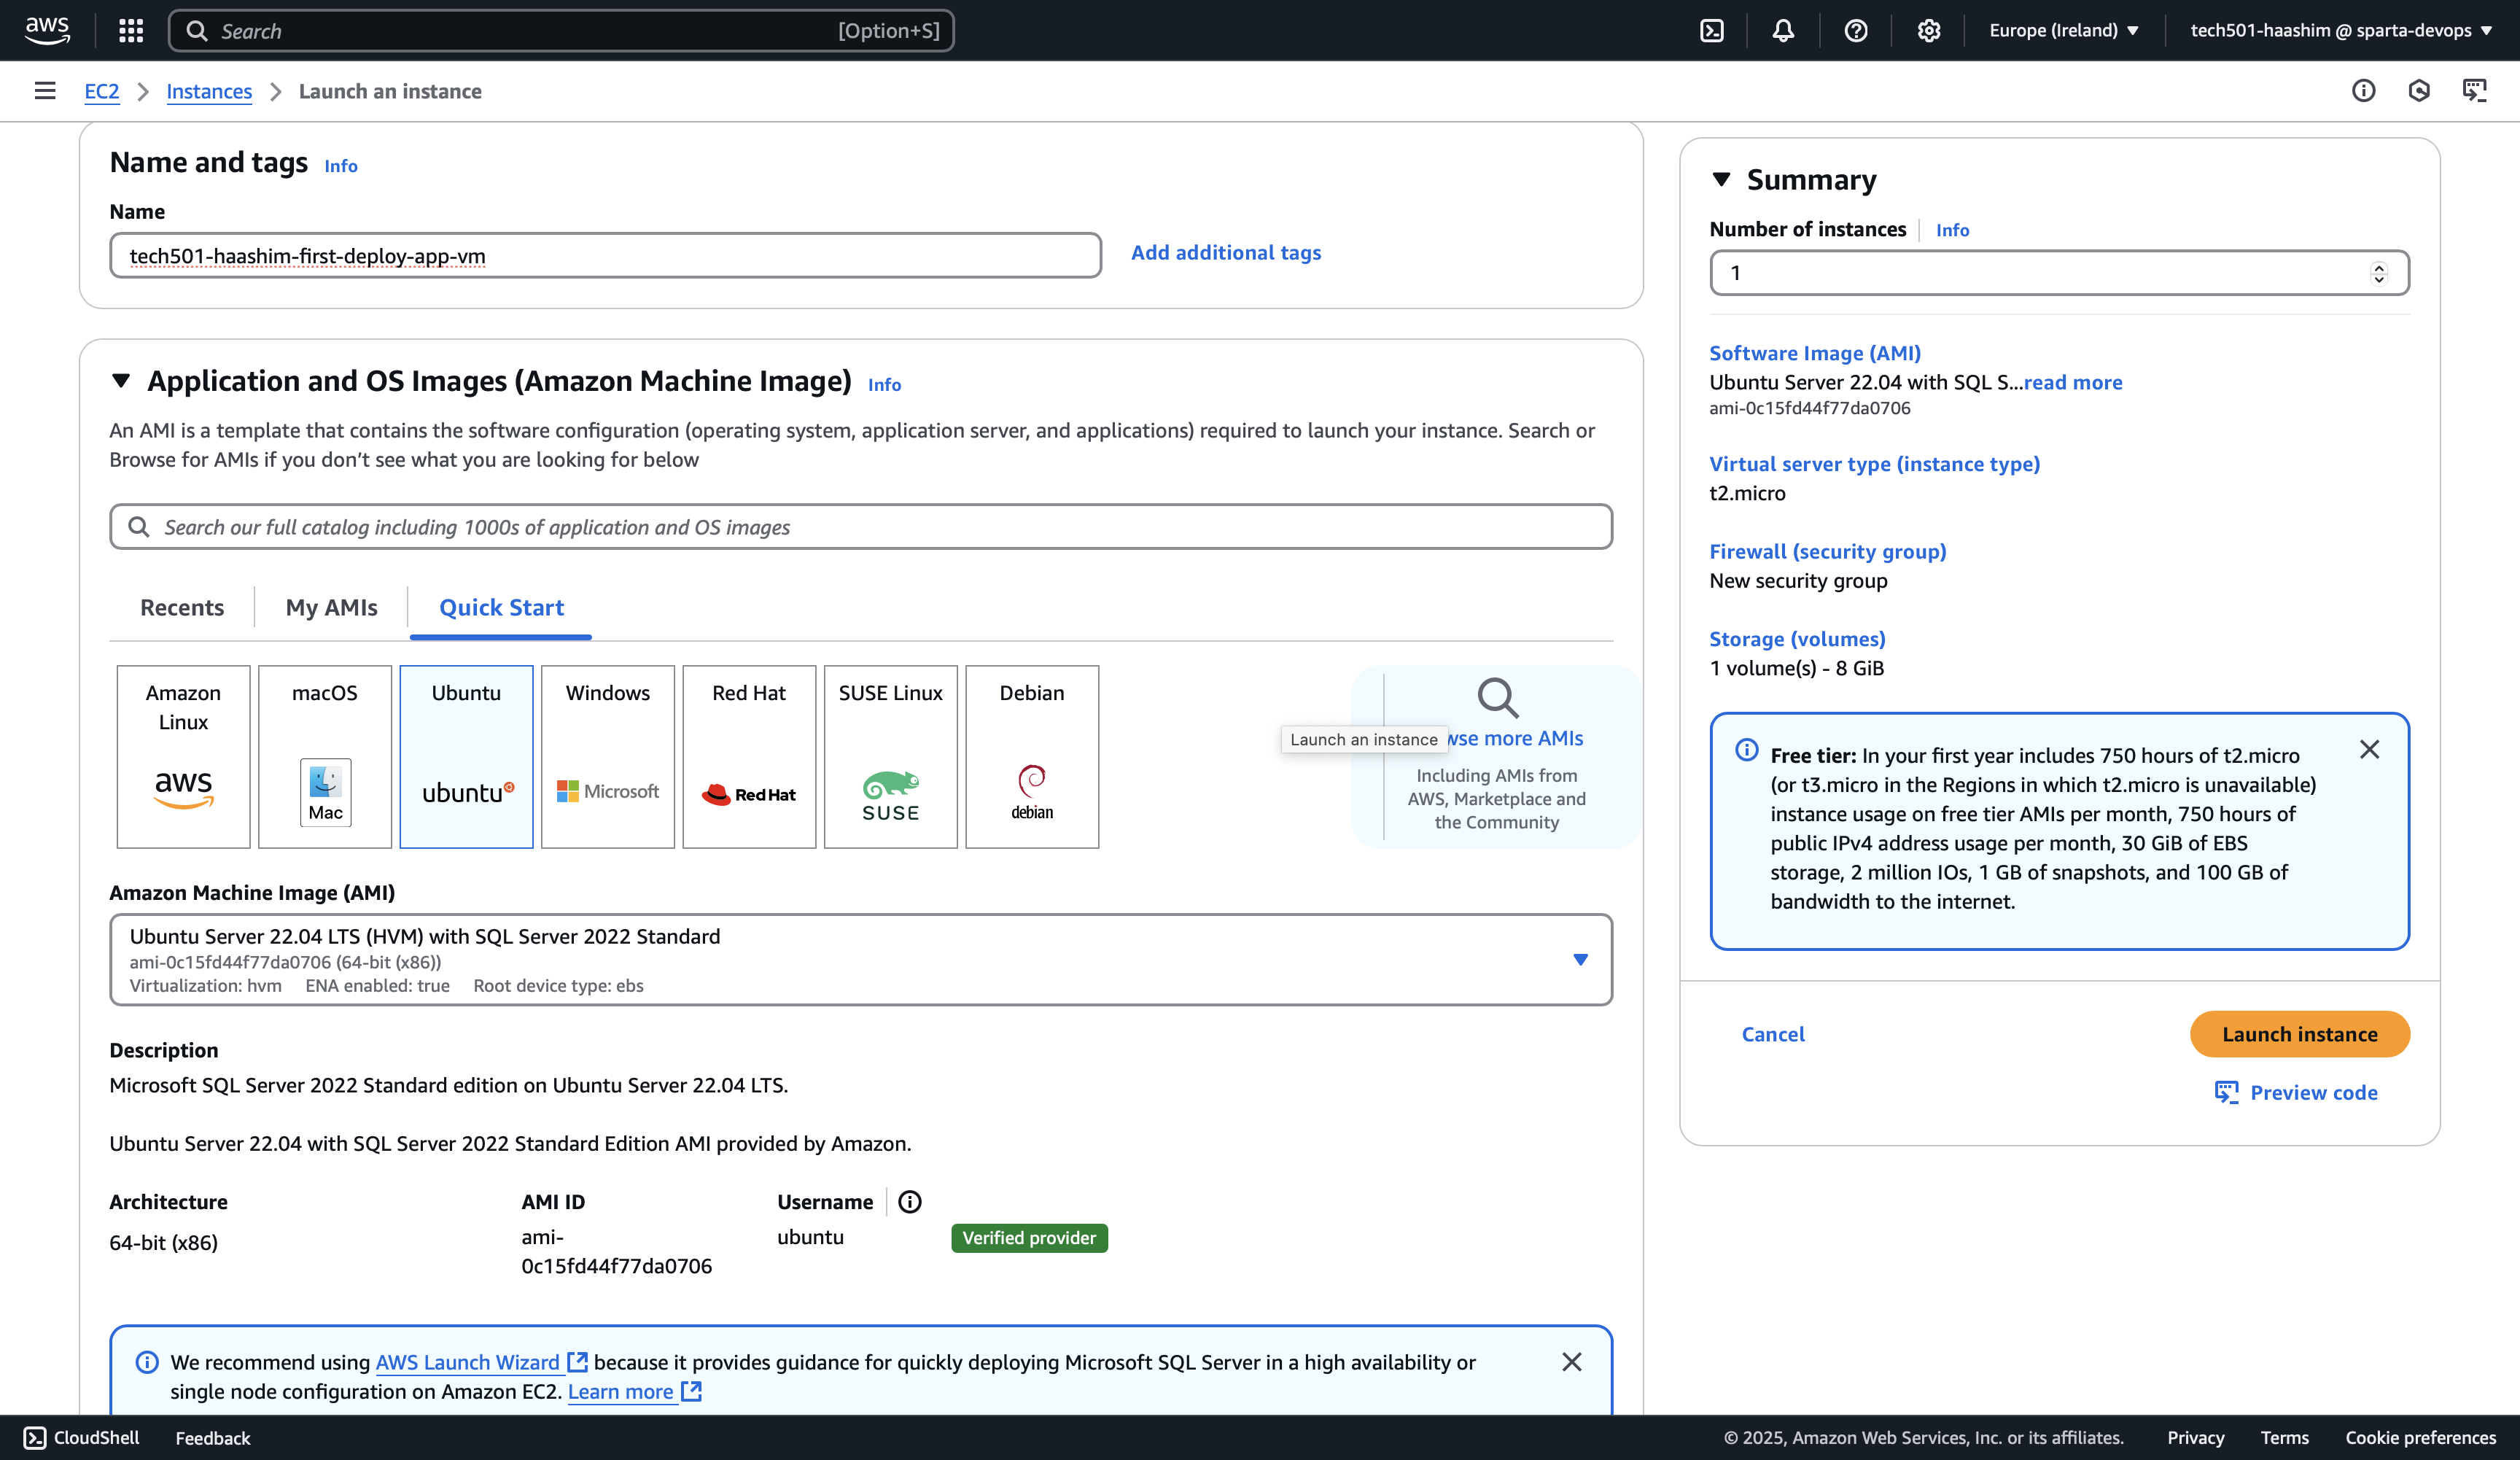 aws
Search
[Option+S]
Europe (Ireland)
tech501-haashim @ sparta-devops
EC2
Instances
Launch an instance
Name and tags
Info
Name
tech501-haashim-first-deploy-app-vm
Add additional tags
Application and OS Images (Amazon Machine Image)
Info
An AMI is a template that contains the software configuration (operating system, application server, and applications) required to launch your instance. Search or
Browse for AMIs if you don’t see what you are looking for below
Search our full catalog including 1000s of application and OS images
Recents
My AMIs
Quick Start
Amazon
Linux
aws
macOS
Mac
Ubuntu
ubuntu
Windows
Microsoft
Red Hat
Red Hat
SUSE Linux
SUSE
Debian
debian
Launch an instance
more AMIs
Including AMIs from
AWS, Marketplace and
the Community
Amazon Machine Image (AMI)
Ubuntu Server 22.04 LTS (HVM) with SQL Server 2022 Standard
ami-0c15fd44f77da0706 (64-bit (x86))
Virtualization: hvm ENA enabled: true Root device type: ebs
Description
Microsoft SQL Server 2022 Standard edition on Ubuntu Server 22.04 LTS.
Ubuntu Server 22.04 with SQL Server 2022 Standard Edition AMI provided by Amazon.
Architecture
64-bit (x86)
AMI ID
ami-
0c15fd44f77da0706
Username
ubuntu
Verified provider
We recommend using AWS Launch Wizard because it provides guidance for quickly deploying Microsoft SQL Server in a high availability or
single node configuration on Amazon EC2. Learn more
Summary
Number of instances
Info
1
Software Image (AMI)
Ubuntu Server 22.04 with SQL S...read more
ami-0c15fd44f77da0706
Virtual server type (instance type)
t2.micro
Firewall (security group)
New security group
Storage (volumes)
1 volume(s) - 8 GiB
Free tier: In your first year includes 750 hours of t2.micro
(or t3.micro in the Regions in which t2.micro is unavailable)
instance usage on free tier AMIs per month, 750 hours of
public IPv4 address usage per month, 30 GiB of EBS
storage, 2 million IOs, 1 GB of snapshots, and 100 GB of
bandwidth to the internet.
Cancel
Launch instance
Preview code
CloudShell
Feedback
© 2025, Amazon Web Services, Inc. or its affiliates.
Privacy
Terms
Cookie preferences